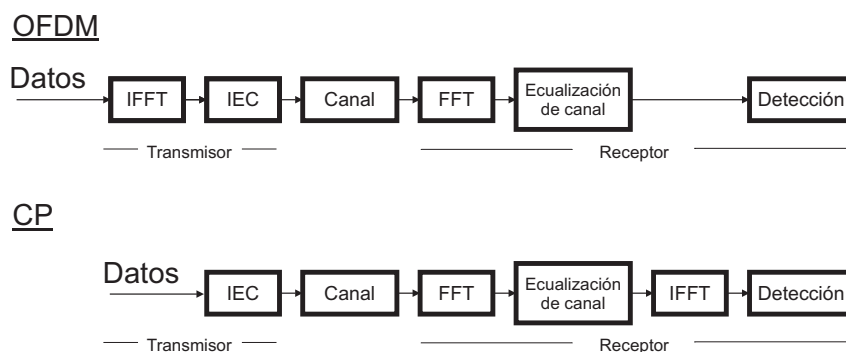 OFDM
Datos
IFFT
IEC
Canal
FFT
Ecualización
de canal
Detección
Transmisor
Receptor
CP
Datos
IEC
Canal
FFT
Ecualización
de canal
IFFT
Detección
Transmisor
Receptor